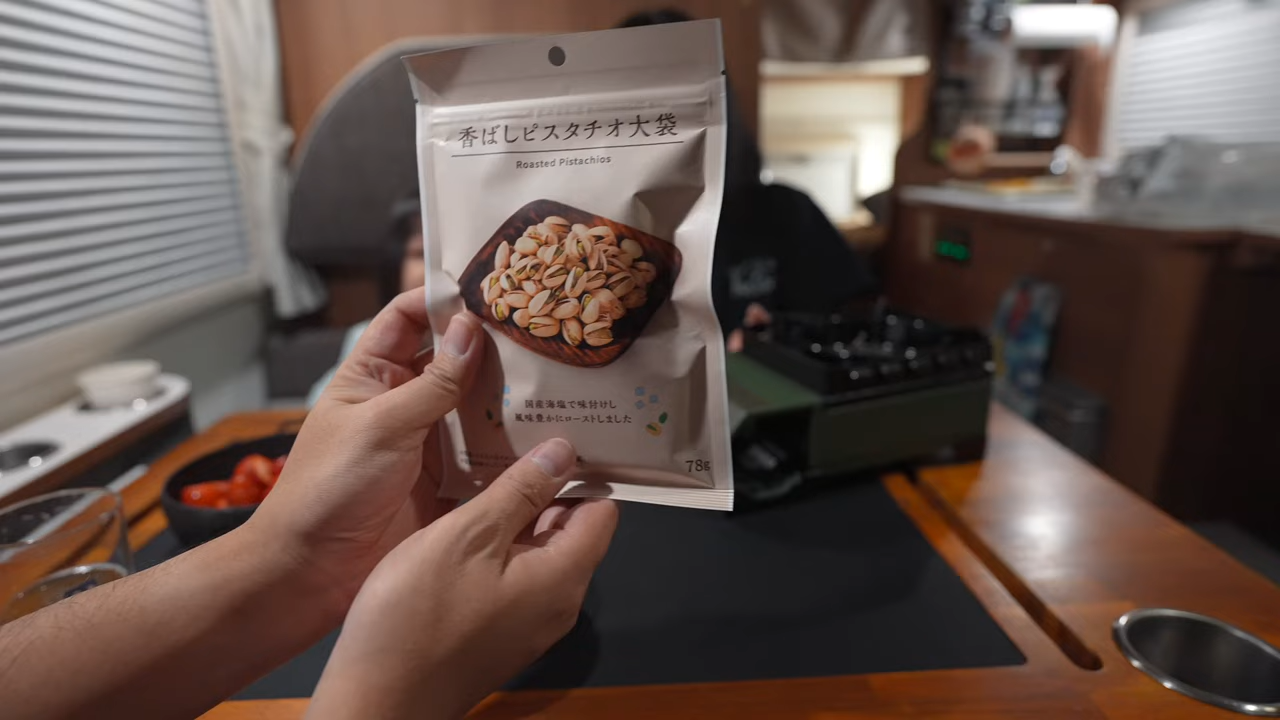 香ばしピスタチオ大袋
Roasted Pistachios
国産海塩で味付けし
風味豊かにローストしました
78g